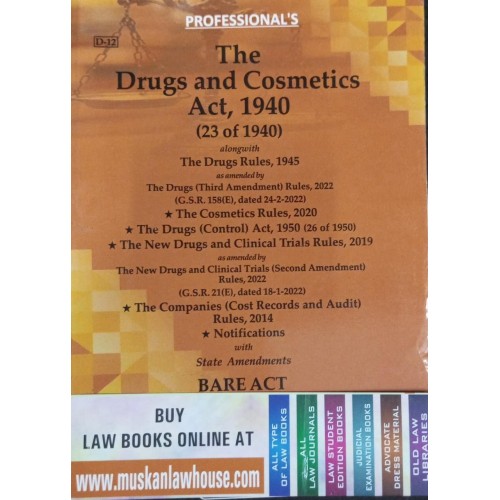 PROFESSIONAL'S
D-12
The
Drugs and Cosmetics
Act, 1940
(23 of 1940)
alongwith
The Drugs Rules, 1945
as amended by
The Drugs (Third Amendment) Rules, 2022
(G.S.R. 158(E), dated 24-2-2022)
★ The Cosmetics Rules, 2020
★ The Drugs (Control) Act, 1950 (26 of 1950)
★ The New Drugs and Clinical Trials Rules, 2019
as amended by
The New Drugs and Clinical Trials (Second Amendment)
Rules, 2022
(G.S.R. 21(E), dated 18-1-2022)
★ The Companies (Cost Records and Audit)
Rules, 2014
★ Notifications
with
State Amendments
BARE ACT
BUY
LAW BOOKS ONLINE AT
www.muskanlawhouse.com
ALL TYPE
OF LAW BOOKS
ALL
LAW JOURNALS
LAW STUDENT
EDITION BOOKS
JUDICIAL
EXAMINATION BOOKS
ADVOCATE
DRESS MATERIAL
OLD LAW
LIBRARIES